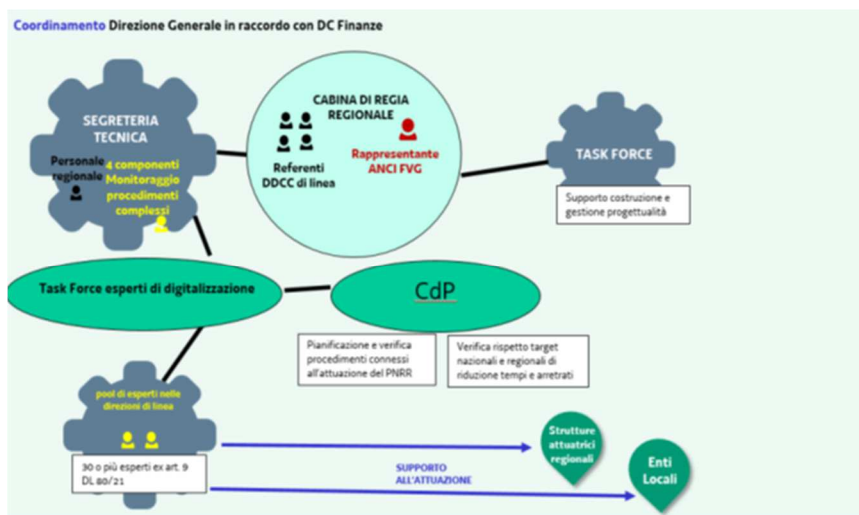 Coordinamento Direzione Generale in raccordo con DC Finanze
SEGRETERIA
TECNICA
Personale
regionale
4 componenti
Monitoraggio
procedimenti
complessi
CABINA DI REGIA
REGIONALE
Referenti
DDCC di linea
Rappresentante
ANCI FVG
TASK FORCE
Supporto costruzione e
gestione progettualità
Task Force esperti di digitalizzazione
CdP
Pianificazione e verifica
procedimenti connessi
all'attuazione del PNRR
Verifica rispetto target
nazionali e regionali di
riduzione tempi e arretrati
pool di esperti nelle
direzioni di linea
30 o più esperti ex art. 9
DL 80/21
SUPPORTO
ALL'ATTUAZIONE
Strutture
attuatrici
regionali
Enti
Locali